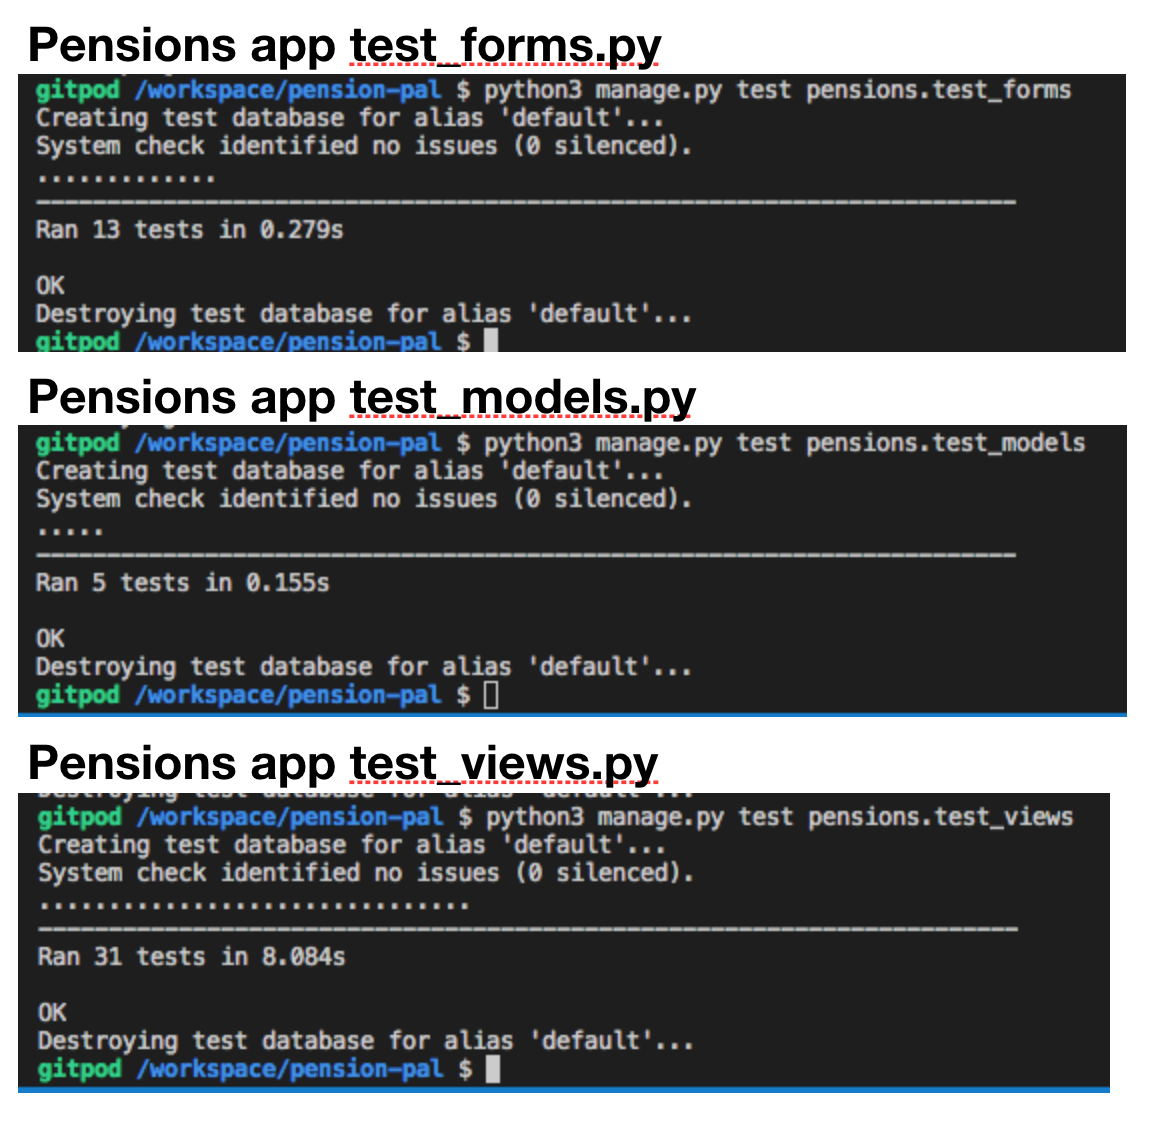 Pensions app test_forms.py
gitpod /workspace/pension-pal $ python3 manage.py test pensions.test_forms
Creating test database for alias 'default'...
System check identified no issues (0 silenced).
.............
----------------------------------------------------------------------
Ran 13 tests in 0.279s
OK
Destroying test database for alias 'default'...
gitpod /workspace/pension-pal $
Pensions app test_models.py
gitpod /workspace/pension-pal $ python3 manage.py test pensions.test_models
Creating test database for alias 'default'...
System check identified no issues (0 silenced).
.....
----------------------------------------------------------------------
Ran 5 tests in 0.155s
OK
Destroying test database for alias 'default'...
gitpod /workspace/pension-pal $
Pensions app test_views.py
Destroying test database for alias 'default'...
gitpod /workspace/pension-pal $ python3 manage.py test pensions.test_views
Creating test database for alias 'default'...
System check identified no issues (0 silenced).
...............................
----------------------------------------------------------------------
Ran 31 tests in 8.084s
OK
Destroying test database for alias 'default'...
gitpod /workspace/pension-pal $